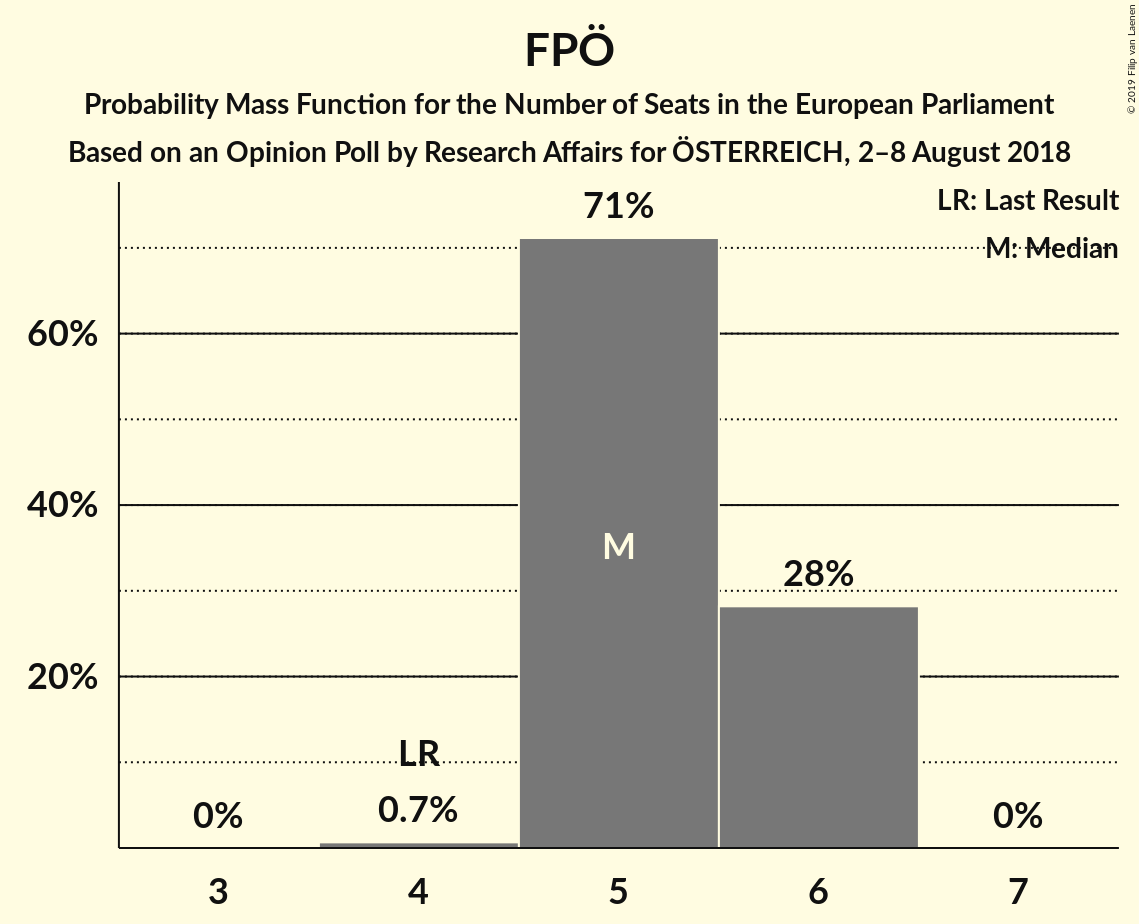 FPÖ
Probability Mass Function for the Number of Seats in the European Parliament
Based on an Opinion Poll by Research Affairs for ÖSTERREICH, 2–8 August 2018
© 2019 Filip van Laenen
LR: Last Result
M: Median
71%
60%
40%
M
28%
20%
LR
0%
0.7%
0%
3
4
5
6
7